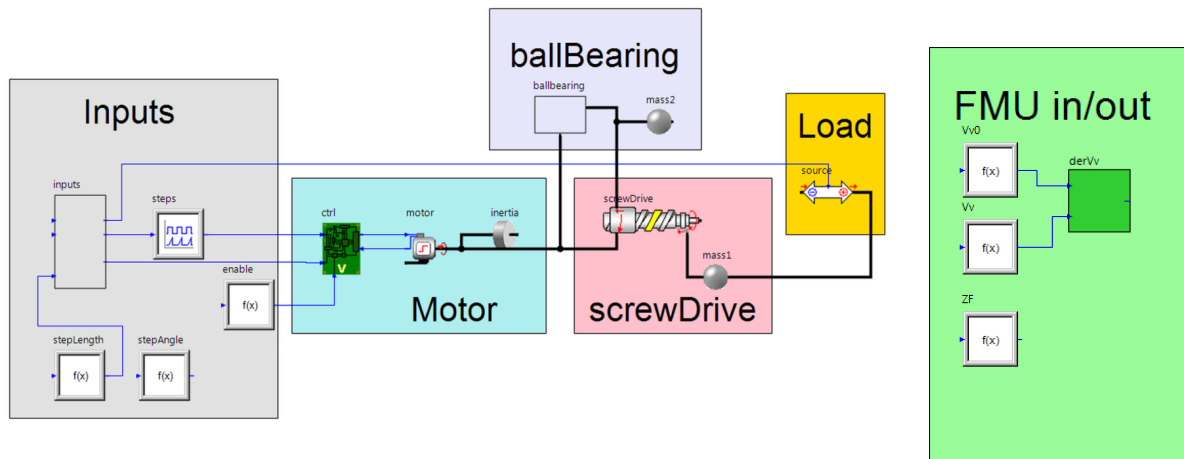 ballBearing
ballbearing
mass2
Inputs
inputs
steps
f(x)
enable
f(x)
stepLength
f(x)
stepAngle
ctrl
V
motor
inertia
Motor
screwDrive
mass1
screwDrive
Load
source
FMU in/out
Vv0
f(x)
derVv
Vv
f(x)
ZF
f(x)